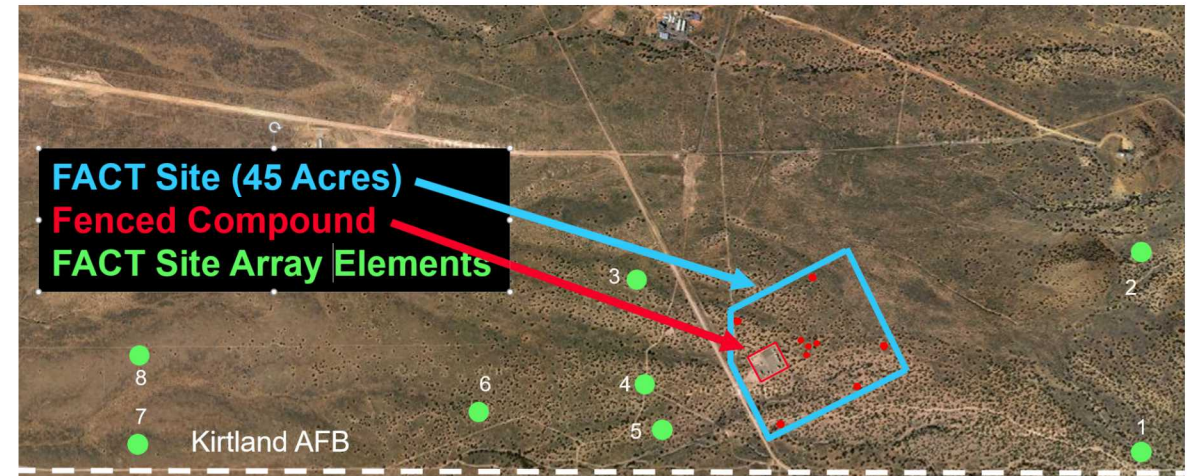 FACT Site (45 Acres)
Fenced Compound
FACT Site Array Elements
3
2
8
6
4
7
5
1
Kirtland AFB